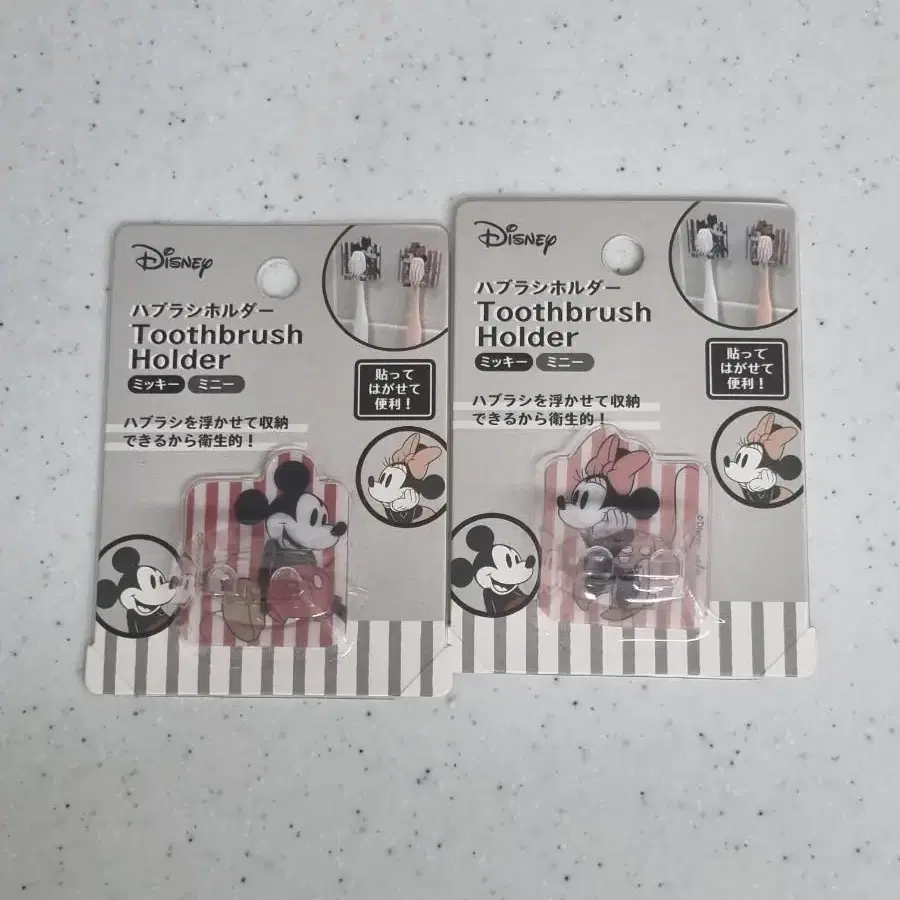 Disney
ハブラシホルダー
Toothbrush
Holder
ミッキー ミニー
貼って
はがせて
便利！
ハブラシを浮かせて収納
できるから衛生的！
Disney
ハブラシホルダー
Toothbrush
Holder
ミッキー ミニー
貼って
はがせて
便利！
ハブラシを浮かせて収納
できるから衛生的！
©Disney